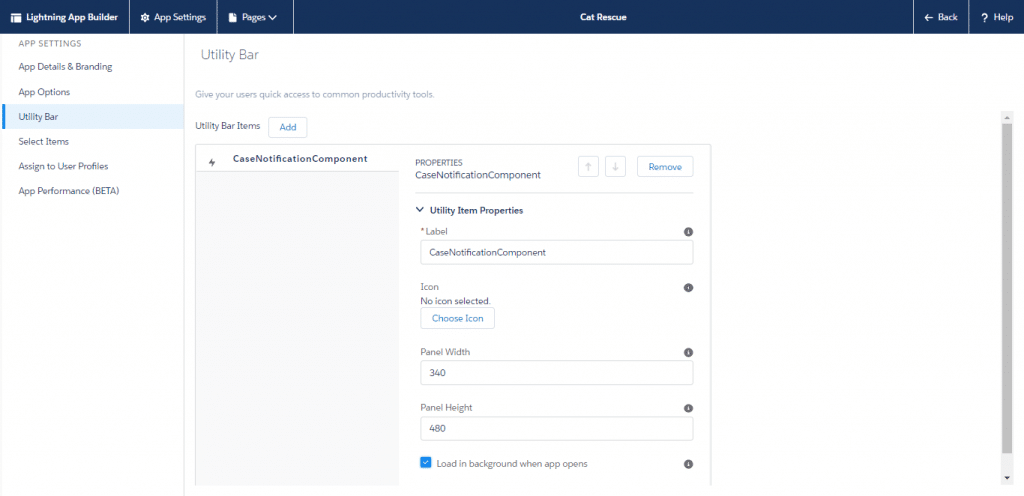 Lightning App Builder
App Settings
Pages
Cat Rescue
Back
? Help
APP SETTINGS
App Details & Branding
App Options
Utility Bar
Select Items
Assign to User Profiles
App Performance (BETA)
Utility Bar
Give your users quick access to common productivity tools.
Utility Bar Items
Add
CaseNotificationComponent
PROPERTIES
CaseNotificationComponent
Remove
Utility Item Properties
*Label
CaseNotificationComponent
Icon
No icon selected.
Choose Icon
Panel Width
340
Panel Height
480
Load in background when app opens